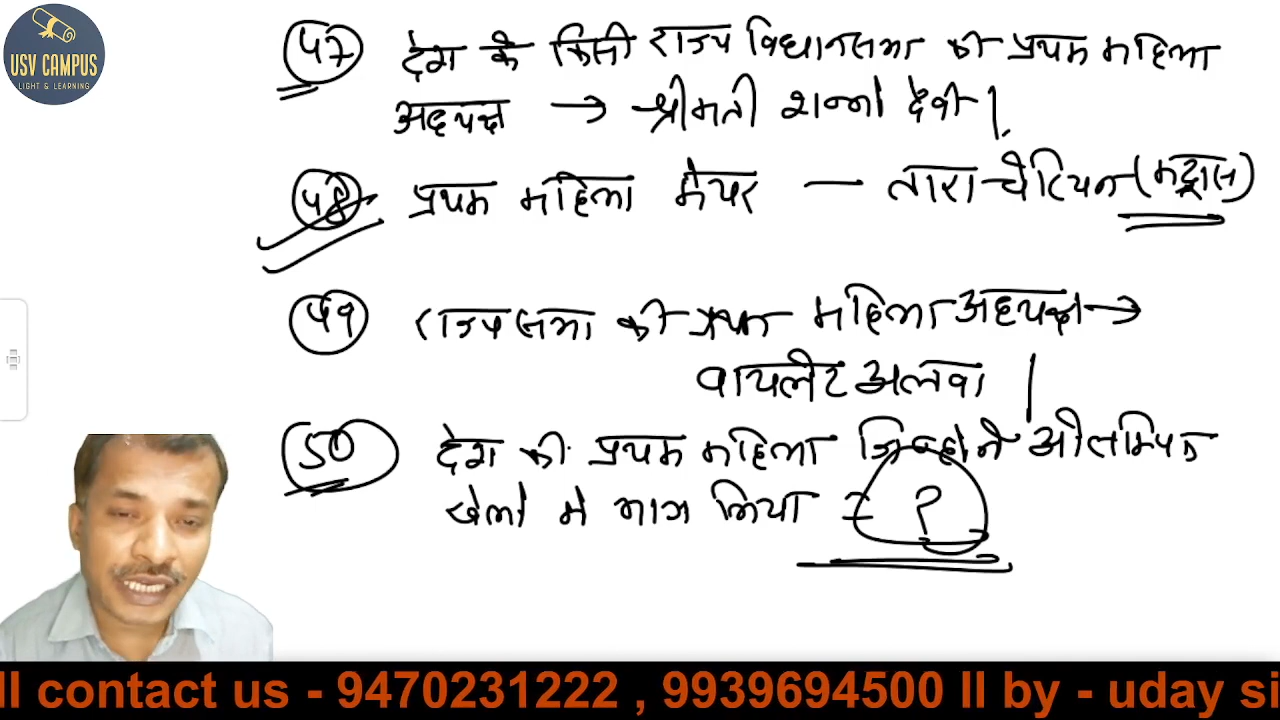 USV CAMPUS
LIGHT & LEARNING
47 देश के किसी राज्य विधानसभा की प्रथम महिला
अध्यक्ष → श्रीमती शन्नो देवी |
48 प्रथम महिला मेयर — तारा चेरियन (मद्रास)
49 राज्यसभा की प्रथम महिला अध्यक्ष →
वायलेट अलवा |
50 देश की प्रथम महिला जिन्होंने ओलम्पिक
खेलों में भाग लिया = ?
ll contact us - 9470231222 , 9939694500 ll by - uday si